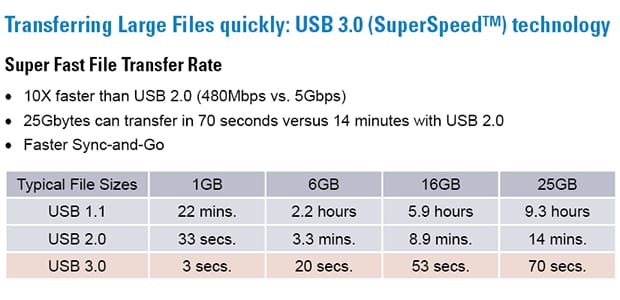 Transferring Large Files quickly: USB 3.0 (SuperSpeed™) technology
Super Fast File Transfer Rate
• 10X faster than USB 2.0 (480Mbps vs. 5Gbps)
• 25Gbytes can transfer in 70 seconds versus 14 minutes with USB 2.0
• Faster Sync-and-Go
Typical File Sizes 1GB 6GB 16GB 25GB
USB 1.1 22 mins. 2.2 hours 5.9 hours 9.3 hours
USB 2.0 33 secs. 3.3 mins. 8.9 mins. 14 min.
USB 3.0 3 secs. 20 secs. 53 secs. 70 secs.